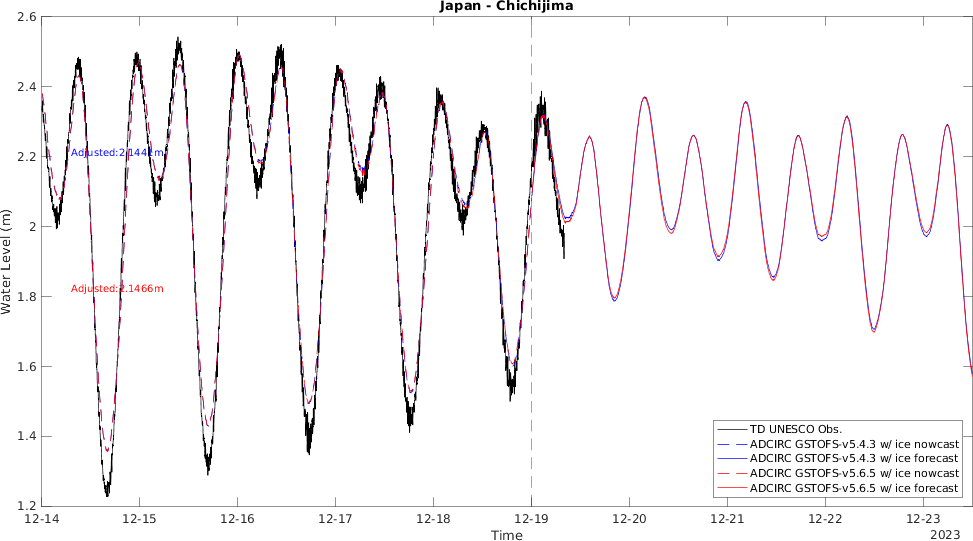 Japan - Chichijima
2.6
2.4
2.2
2
1.8
1.6
1.4
1.2
Water Level (m)
Adjusted:2.1442m
Adjusted:2.1466m
TD UNESCO Obs.
ADCIRC GSTOFS-v5.4.3 w/ ice nowcast
ADCIRC GSTOFS-v5.4.3 w/ ice forecast
ADCIRC GSTOFS-v5.6.5 w/ ice nowcast
ADCIRC GSTOFS-v5.6.5 w/ ice forecast
12-14 12-15 12-16 12-17 12-18 12-19 12-20 12-21 12-22 12-23
Time
2023